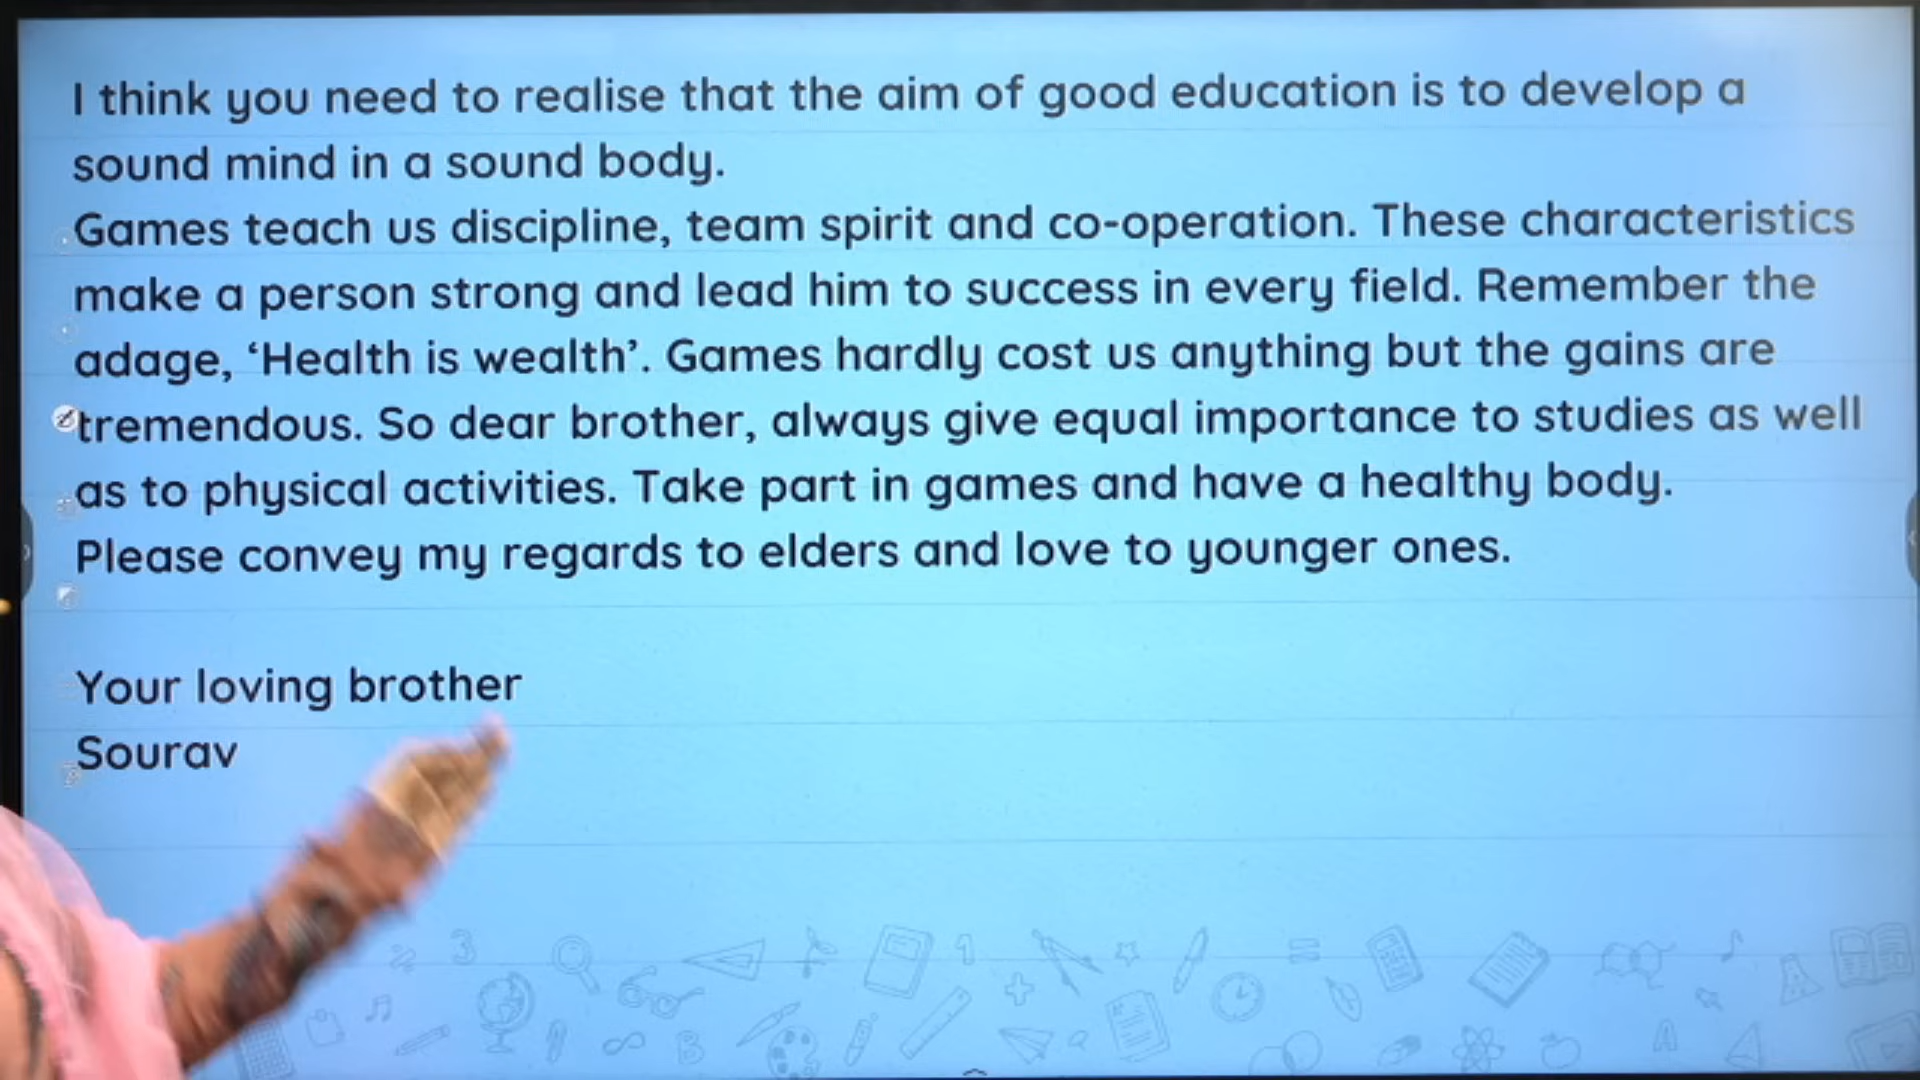 I think you need to realise that the aim of good education is to develop a
sound mind in a sound body.
Games teach us discipline, team spirit and co-operation. These characteristics
make a person strong and lead him to success in every field. Remember the
adage, ‘Health is wealth’. Games hardly cost us anything but the gains are
tremendous. So dear brother, always give equal importance to studies as well
as to physical activities. Take part in games and have a healthy body.
Please convey my regards to elders and love to younger ones.
Your loving brother
Sourav